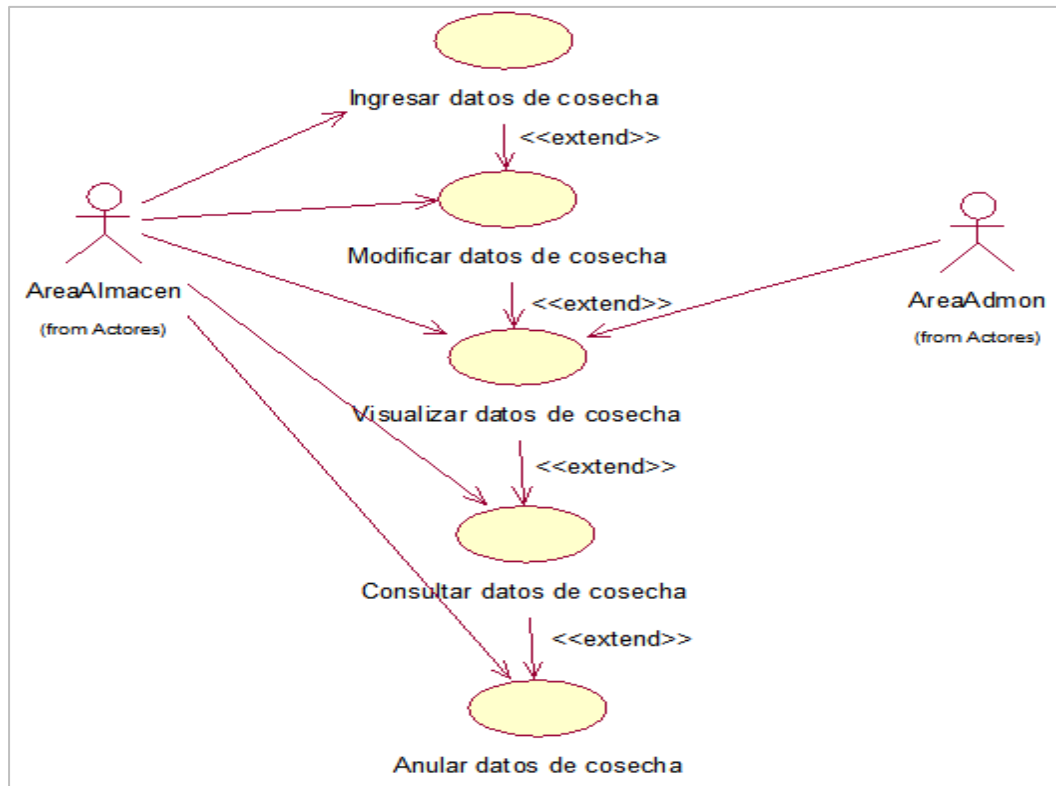 Ingresar datos de cosecha
<<extend>>
Modificar datos de cosecha
AreaAlmacen
(from Actores)
<<extend>>
AreaAdmon
(from Actores)
Visualizar datos de cosecha
<<extend>>
Consultar datos de cosecha
<<extend>>
Anular datos de cosecha